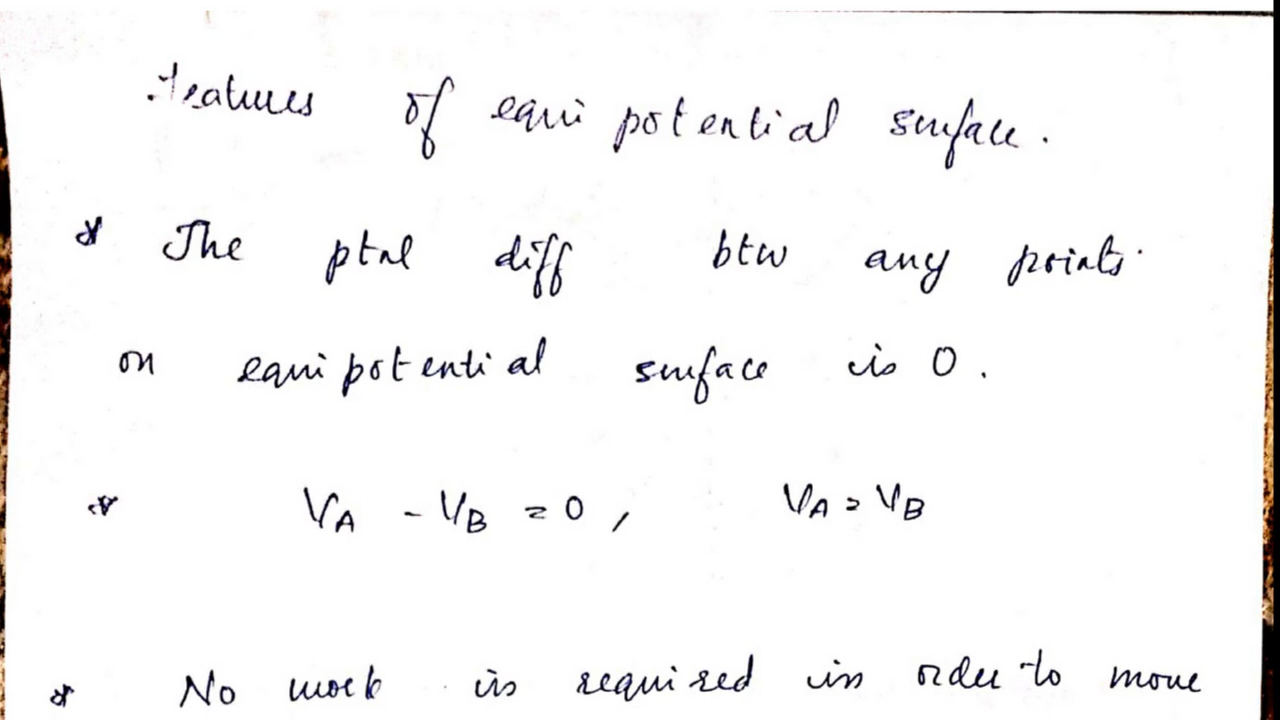 Features of equi potential surface.
* The ptnl diff btw any points
on equipotential surface is 0.
* VA - VB = 0, VA = VB
* No work is required in order to move